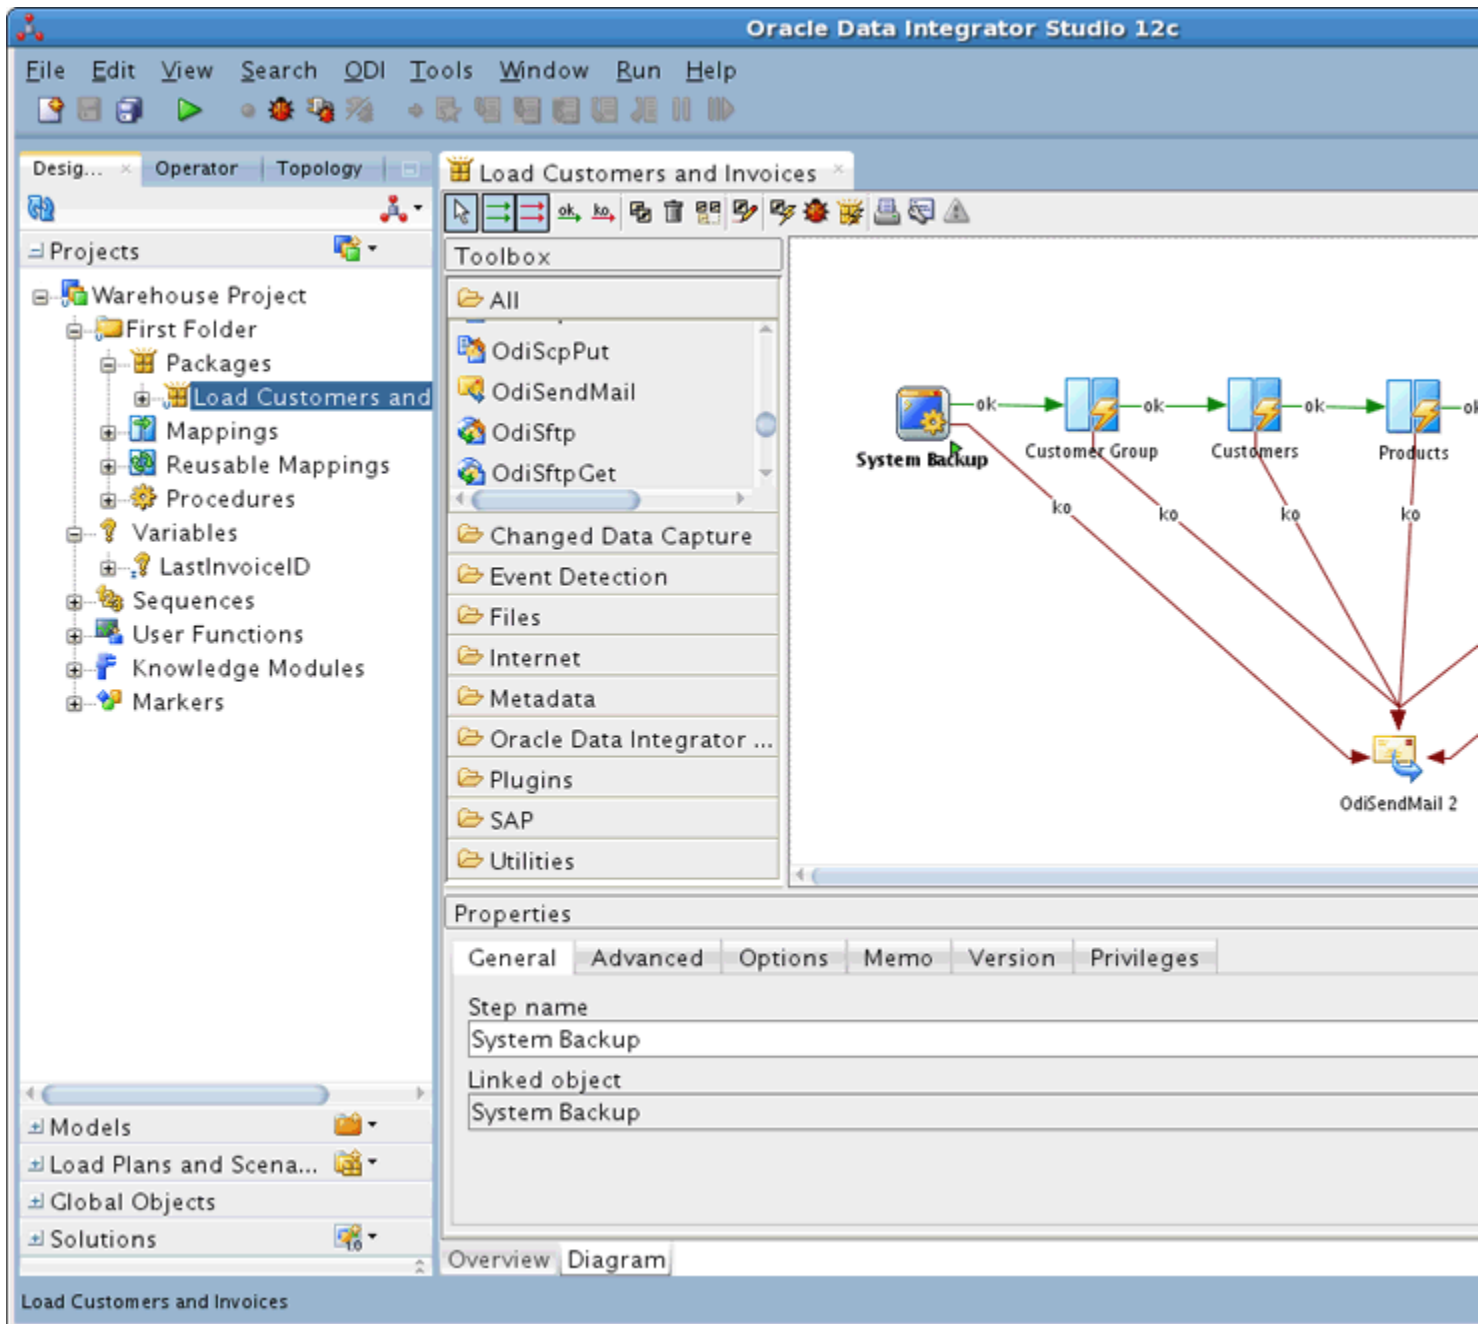 Oracle Data Integrator Studio 12c
File Edit View Search ODI Tools Window Run Help
Desig... Operator Topology
Projects
Warehouse Project
First Folder
Packages
Load Customers and
Mappings
Reusable Mappings
Procedures
Variables
LastInvoiceID
Sequences
User Functions
Knowledge Modules
Markers
Models
Load Plans and Scena...
Global Objects
Solutions
Load Customers and Invoices
ok ko
Toolbox
All
OdiScpPut
OdiSendMail
OdiSftp
OdiSftpGet
Changed Data Capture
Event Detection
Files
Internet
Metadata
Oracle Data Integrator ...
Plugins
SAP
Utilities
ok ok ok ok
System Backup Customer Group Customers Products
ko ko ko ko
OdiSendMail 2
Properties
General Advanced Options Memo Version Privileges
Step name
System Backup
Linked object
System Backup
Overview Diagram
Load Customers and Invoices